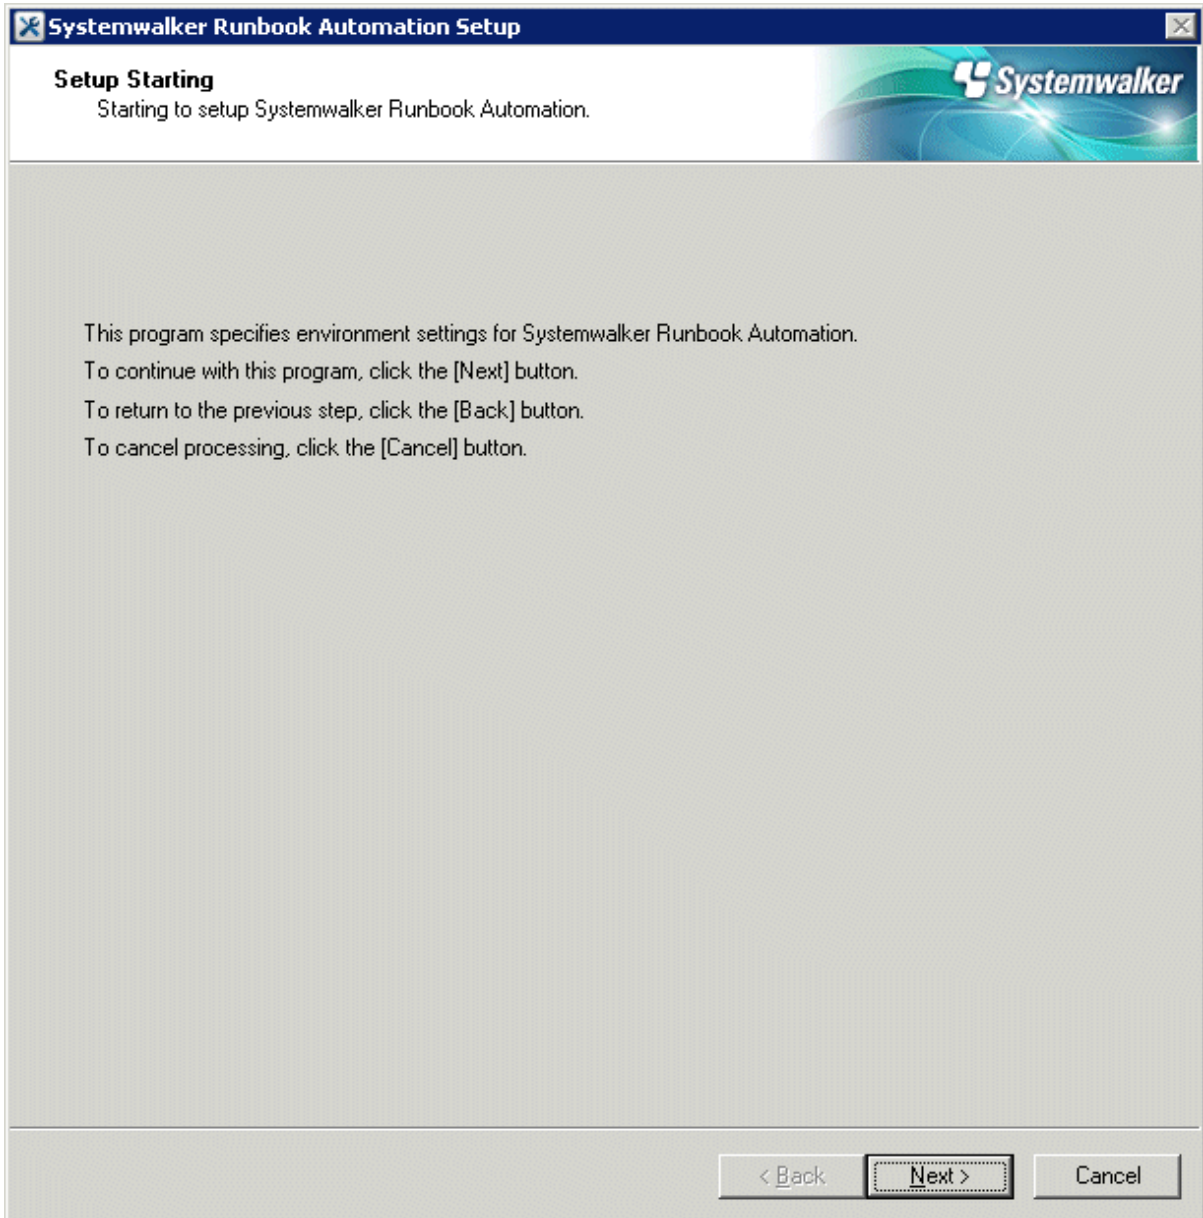 Systemwalker Runbook Automation Setup
Setup Starting
Starting to setup Systemwalker Runbook Automation.
Systemwalker
This program specifies environment settings for Systemwalker Runbook Automation.
To continue with this program, click the [Next] button.
To return to the previous step, click the [Back] button.
To cancel processing, click the [Cancel] button.
< Back Next > Cancel